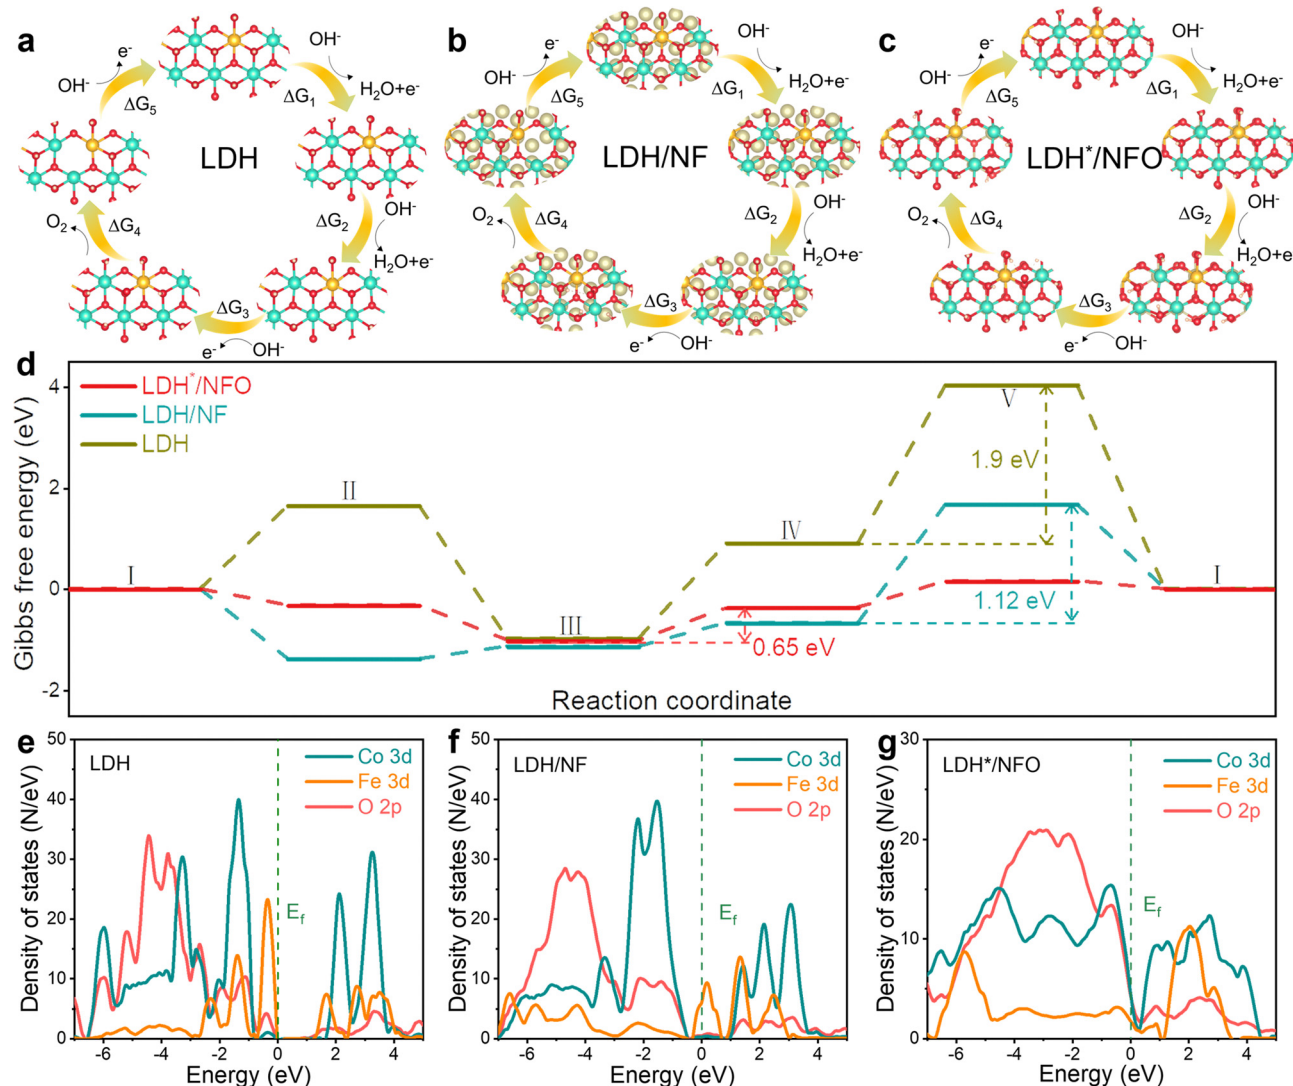 a
OH-
e-
ΔG5
OH-
H2O+e-
ΔG1
LDH
ΔG2
OH-
H2O+e-
O2
ΔG4
ΔG3
e-
OH-
b
OH-
e-
ΔG5
OH-
H2O+e-
ΔG1
LDH/NF
ΔG2
OH-
H2O+e-
O2
ΔG4
ΔG3
e-
OH-
c
OH-
e-
ΔG5
OH-
H2O+e-
ΔG1
LDH*/NFO
ΔG2
OH-
H2O+e
O2
ΔG4
ΔG3
e-
OH-
d
LDH*/NFO
LDH/NF
LDH
Gibbs free energy (eV)
4
2
0
-2
I
II
III
IV
V
I
1.9 eV
1.12 eV
0.65 eV
Reaction coordinate
e
LDH
Co 3d
Fe 3d
O 2p
Ef
Density of states (N/eV)
50
40
30
20
10
0
-6 -4 -2 0 2 4
Energy (eV)
f
LDH/NF
Co 3d
Fe 3d
O 2p
Ef
Density of states (N/eV)
50
40
30
20
10
0
-6 -4 -2 0 2 4
Energy (eV)
g
LDH*/NFO
Co 3d
Fe 3d
O 2p
Ef
Density of states (N/eV)
30
20
10
0
-6 -4 -2 0 2 4
Energy (eV)